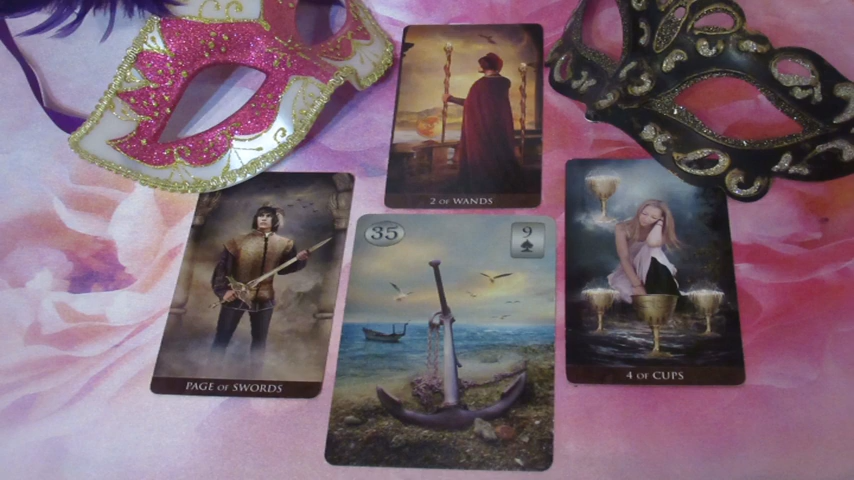 2 OF WANDS
35
9
PAGE OF SWORDS
4 OF CUPS